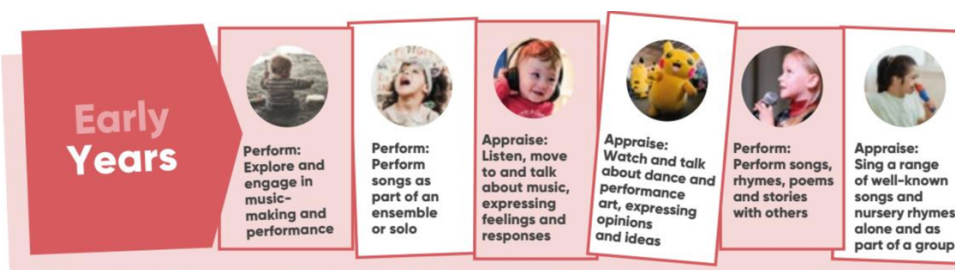 Early
Years
Perform:
Explore and
engage in
music-
making and
performance
Perform:
Perform
songs as
part of an
ensemble
or solo
Appraise:
Listen, move
to and talk
about music,
expressing
feelings and
responses
Appraise:
Watch and talk
about dance and
performance
art, expressing
opinions
and ideas
Perform:
Perform songs,
rhymes, poems
and stories
with others
Appraise:
Sing a range
of well-known
songs and
nursery rhymes
alone and as
part of a group